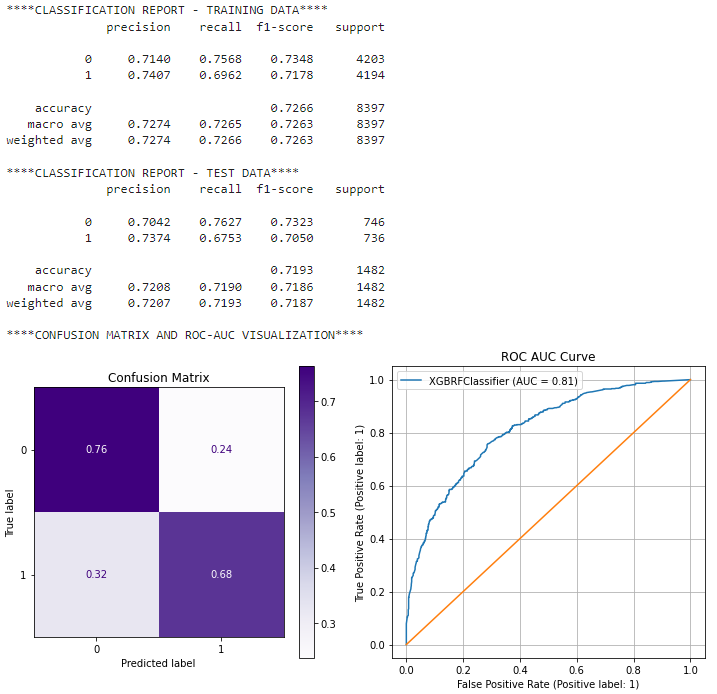 ****CLASSIFICATION REPORT - TRAINING DATA****
precision recall f1-score support
0 0.7140 0.7568 0.7348 4203
1 0.7407 0.6962 0.7178 4194
accuracy 0.7266 8397
macro avg 0.7274 0.7265 0.7263 8397
weighted avg 0.7274 0.7266 0.7263 8397
****CLASSIFICATION REPORT - TEST DATA****
precision recall f1-score support
0 0.7042 0.7627 0.7323 746
1 0.7374 0.6753 0.7050 736
accuracy 0.7193 1482
macro avg 0.7208 0.7190 0.7186 1482
weighted avg 0.7207 0.7193 0.7187 1482
****CONFUSION MATRIX AND ROC-AUC VISUALIZATION****
Confusion Matrix
True label
0
1
0.76 0.24
0.32 0.68
0 1
Predicted label
0.7
0.6
0.5
0.4
0.3
ROC AUC Curve
XGBRFClassifier (AUC = 0.81)
True Positive Rate (Positive label: 1)
1.0
0.8
0.6
0.4
0.2
0.0
0.0 0.2 0.4 0.6 0.8 1.0
False Positive Rate (Positive label: 1)